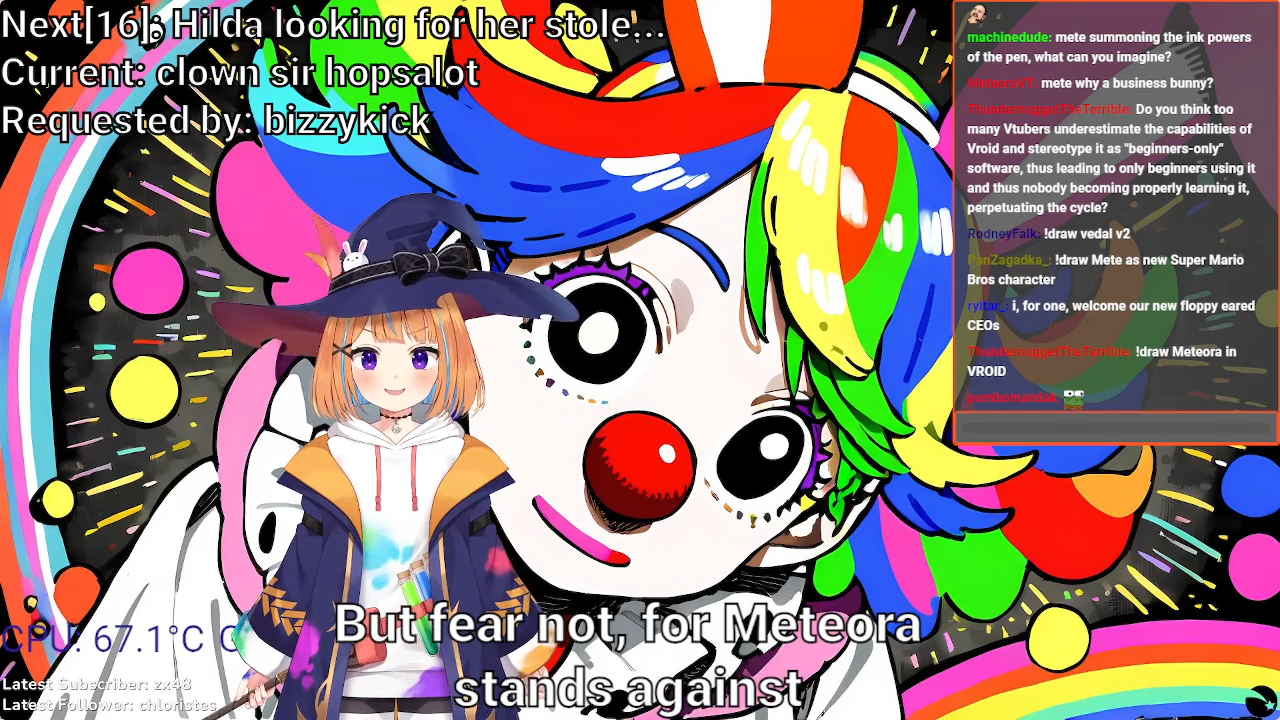 Next[16]: Hilda looking for her stole...
Current: clown sir hopsalot
Requested by: bizzykick
machinedude: mete summoning the ink powers
of the pen, what can you imagine?
MeteoraVT: mete why a business bunny?
ThundernuggetTheTerrible: Do you think too
many Vtubers underestimate the capabilities of
Vroid and stereotype it as "beginners-only"
software, thus leading to only beginners using it
and thus nobody becoming properly learning it,
perpetuating the cycle?
RodneyFalk: !draw vedal v2
PanZagadka_: !draw Mete as new Super Mario
Bros character
ryltar_: i, for one, welcome our new floppy eared
CEOs
ThundernuggetTheTerrible: !draw Meteora in
VROID
CPU: 67.1°C
But fear not, for Meteora
stands against
Latest Subscriber: zx48
Latest Follower: chloristes